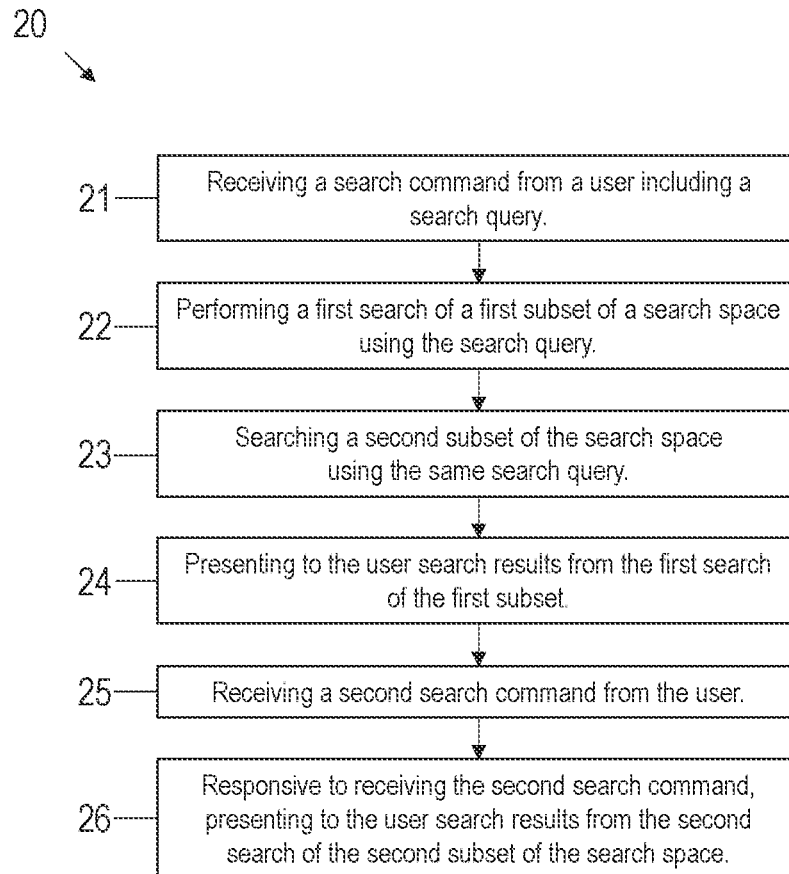 20
21
Receiving a search command from a user including a
search query.
22
Performing a first search of a first subset of a search space
using the search query.
23
Searching a second subset of the search space
using the same search query.
24
Presenting to the user search results from the first search
of the first subset.
25
Receiving a second search command from the user.
26
Responsive to receiving the second search command,
presenting to the user search results from the second
search of the second subset of the search space.